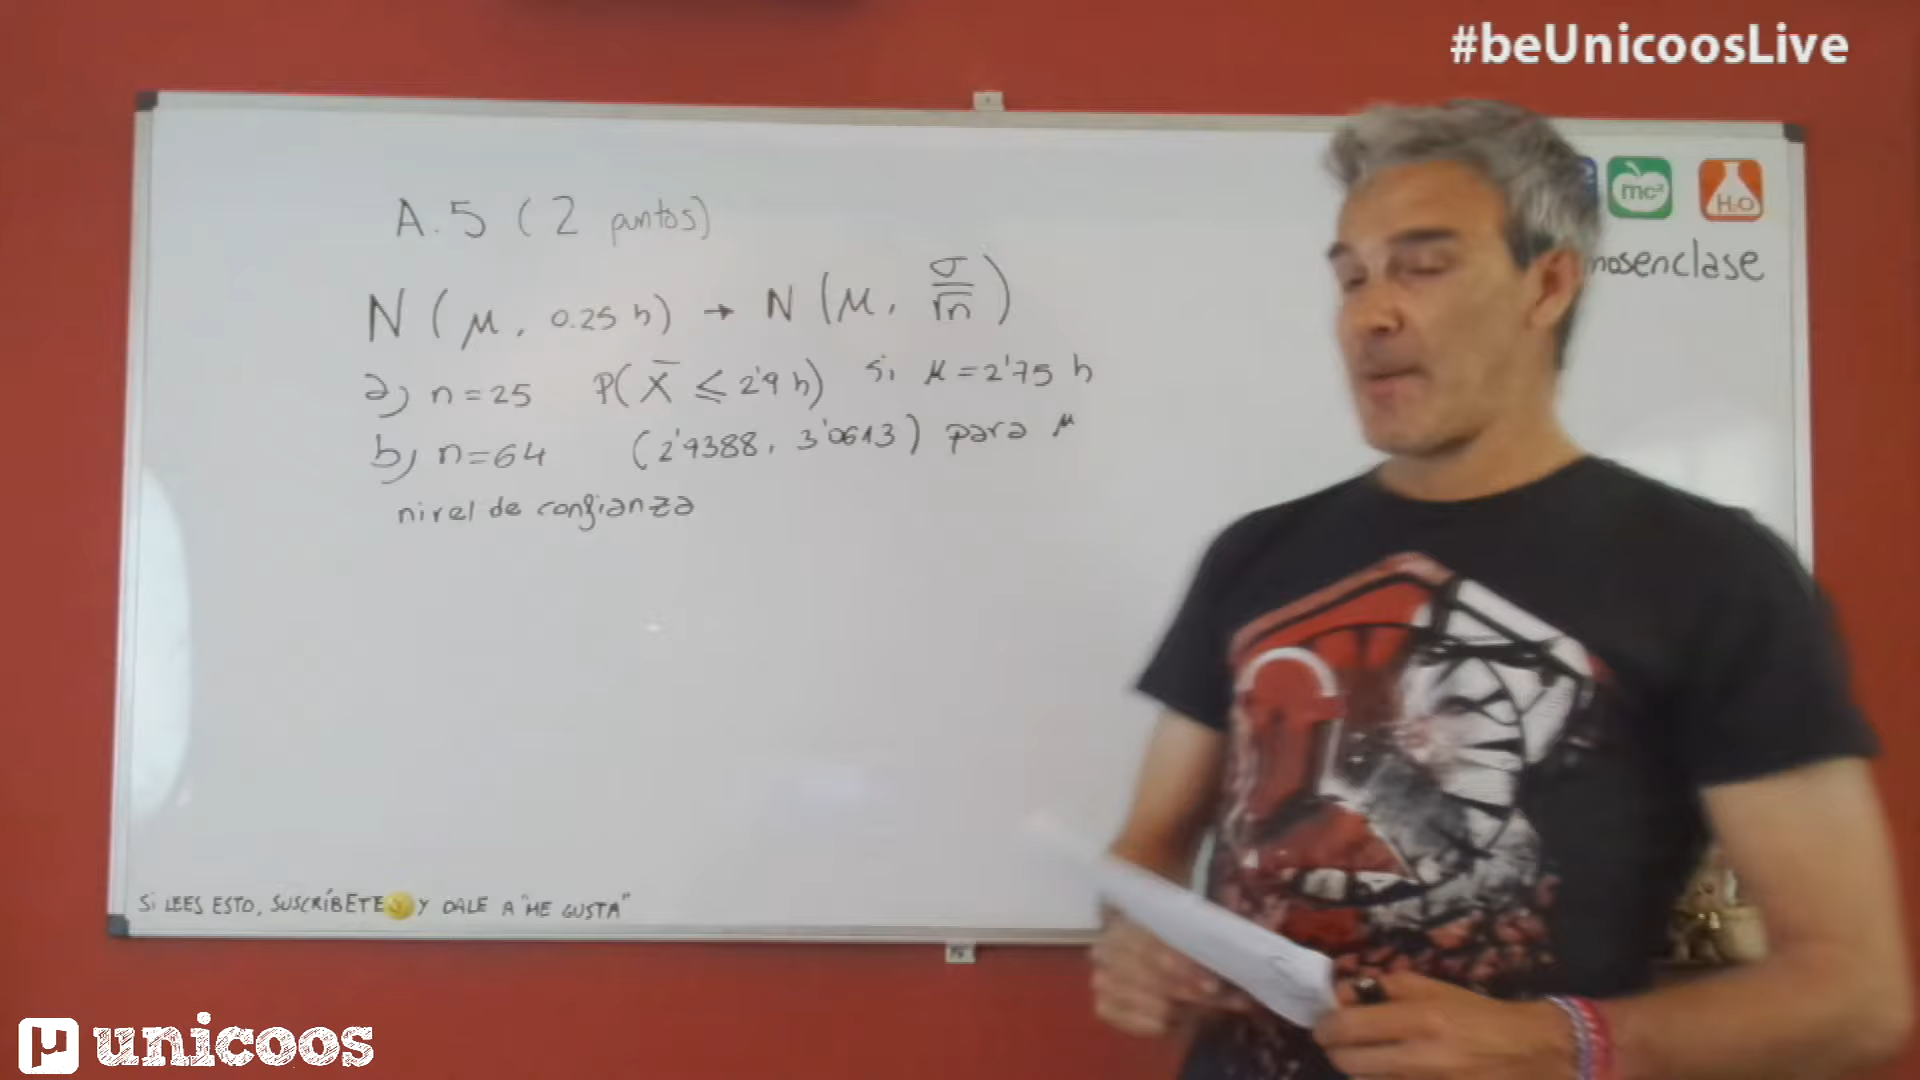 #beUnicoosLive
mc²
H₂O
nosenclase
A.5 (2 puntos)
N(μ, 0.25 h) → N(μ, σ/√n)
a) n=25 P(X̄ ≤ 2'9 h) si μ=2'75 h
b) n=64 (2'9388, 3'0613) para μ
nivel de confianza
Si LEES ESTO, SUSCRÍBETE Y DALE A "ME GUSTA"
μ unicoos